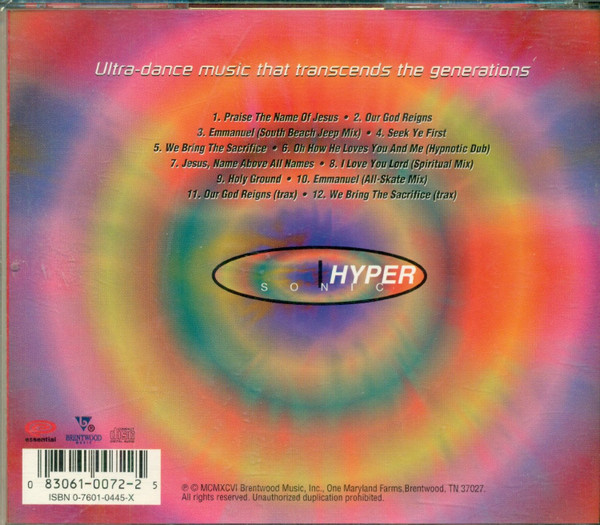 Ultra-dance music that transcends the generations
1. Praise The Name Of Jesus • 2. Our God Reigns
3. Emmanuel (South Beach Jeep Mix) • 4. Seek Ye First
5. We Bring The Sacrifice • 6. Oh How He Loves You And Me (Hypnotic Dub)
7. Jesus, Name Above All Names • 8. I Love You Lord (Spiritual Mix)
9. Holy Ground • 10. Emmanuel (All-Skate Mix)
11. Our God Reigns (trax) • 12. We Bring The Sacrifice (trax)
HYPER
SONIC
essential
BRENTWOOD
MUSIC
0 83061-0072-2 5
ISBN 0-7601-0445-X
℗ © MCMXCVI Brentwood Music, Inc., One Maryland Farms,Brentwood, TN 37027.
All rights reserved. Unauthorized duplication prohibited.